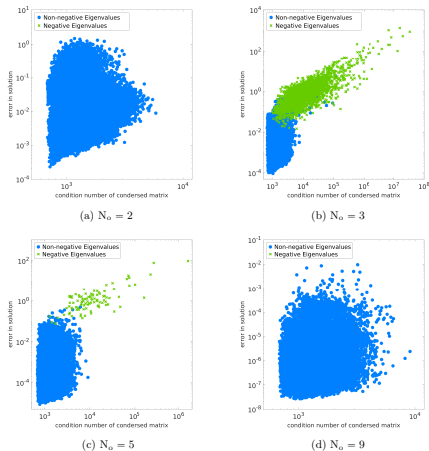 Non-negative Eigenvalues
Negative Eigenvalues
error in solution
10^1
10^0
10^-1
10^-2
10^-3
10^-4
10^3
10^4
condition number of condersed matrix
(a) N_o = 2
Non-negative Eigenvalues
Negative Eigenvalues
error in solution
10^4
10^2
10^0
10^-2
10^-4
10^3
10^4
10^5
10^6
10^7
10^8
condition number of condersed matrix
(b) N_o = 3
Non-negative Eigenvalues
Negative Eigenvalues
error in solution
10^2
10^0
10^-2
10^-4
10^3
10^4
10^5
10^6
condition number of condersed matrix
(c) N_o = 5
Non-negative Eigenvalues
Negative Eigenvalues
error in solution
10^-1
10^-2
10^-3
10^-4
10^-5
10^-6
10^-7
10^-8
10^3
10^4
condition number of condersed matrix
(d) N_o = 9